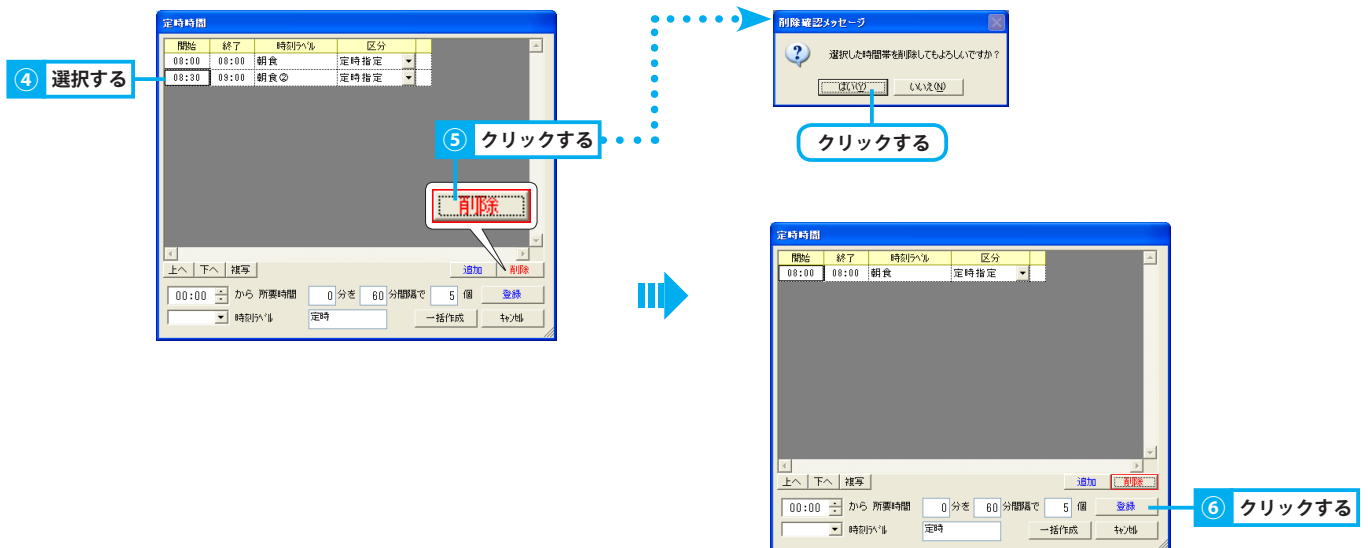 定時時間
開始 終了 時刻ラベル 区分
08:00 08:00 朝食 定時指定
08:30 09:00 朝食② 定時指定
④ 選択する
⑤ クリックする
削除
上へ 下へ 複写 追加 削除
00:00 から 所要時間 0 分を 60 分間隔で 5 個 登録
時刻ラベル 定時 一括作成 キャンセル
削除確認メッセージ
選択した時間帯を削除してもよろしいですか?
はい(Y) いいえ(N)
クリックする
定時時間
開始 終了 時刻ラベル 区分
08:00 08:00 朝食 定時指定
上へ 下へ 複写 追加 削除
00:00 から 所要時間 0 分を 60 分間隔で 5 個 登録
時刻ラベル 定時 一括作成 キャンセル
⑥ クリックする